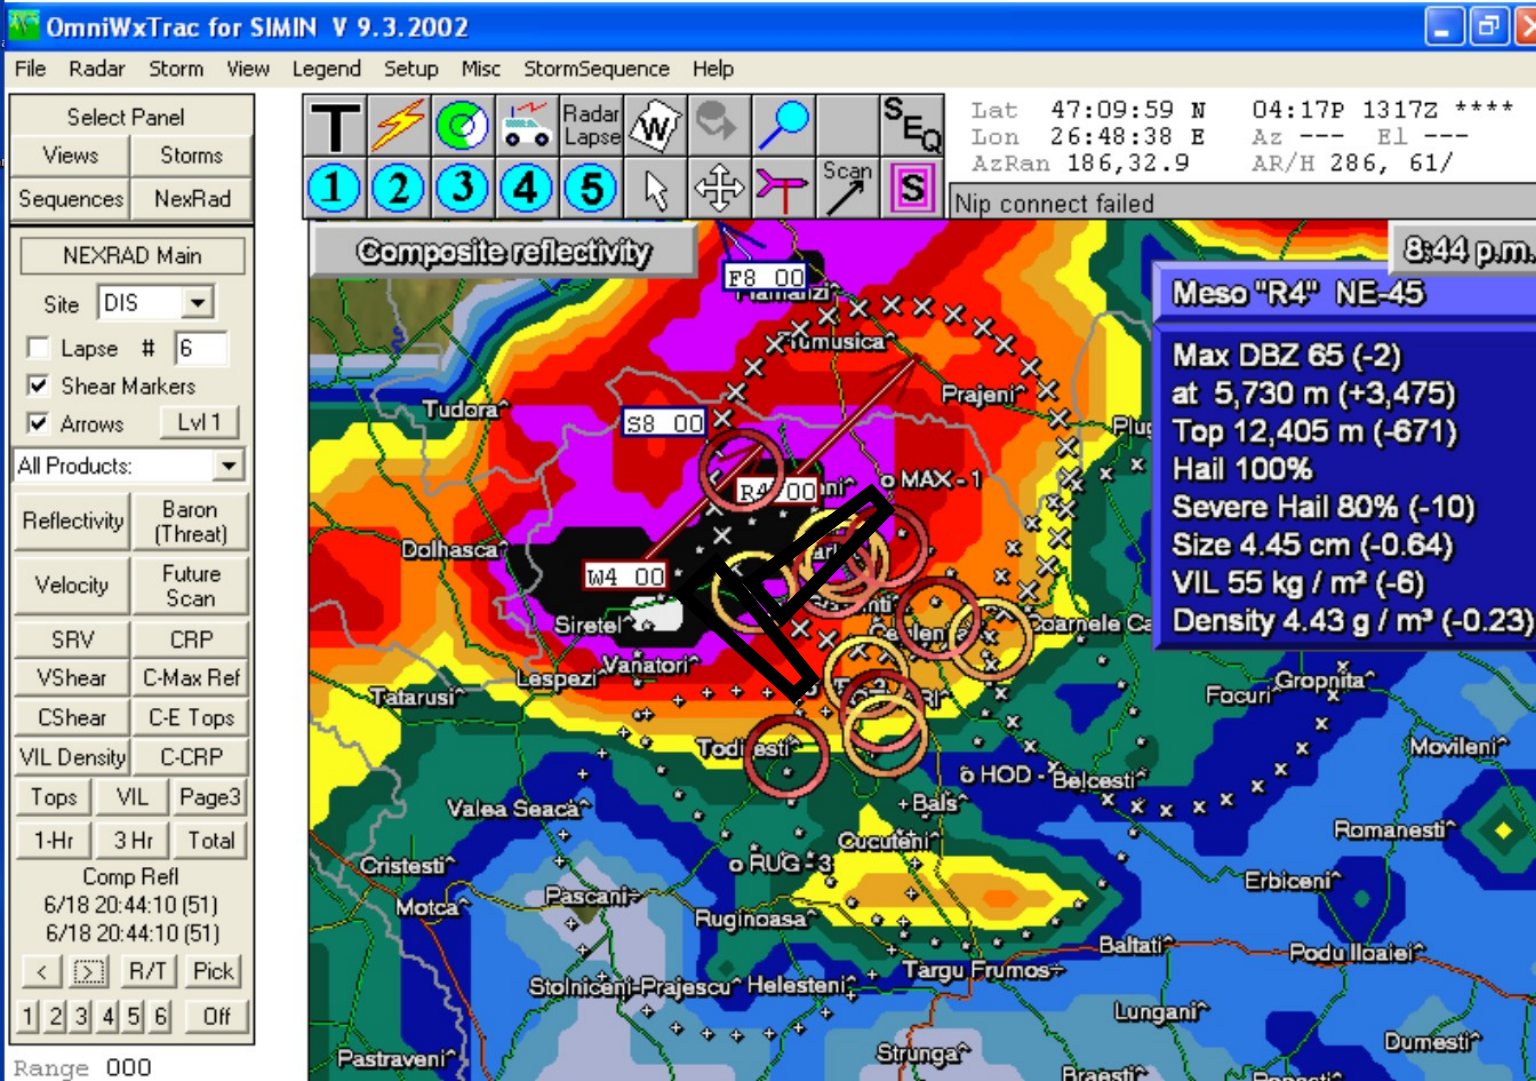 OmniWxTrac for SIMIN V 9.3.2002
File Radar Storm View Legend Setup Misc StormSequence Help
Select Panel
Views Storms
Sequences NexRad
NEXRAD Main
Site DIS
Lapse # 6
Shear Markers
Arrows Lvl 1
All Products:
Reflectivity Baron (Threat)
Velocity Future Scan
SRV CRP
VShear C-Max Ref
CShear C-E Tops
VIL Density C-CRP
Tops VIL Page3
1-Hr 3 Hr Total
Comp Refl
6/18 20:44:10 (51)
6/18 20:44:10 (51)
< > R/T Pick
1 2 3 4 5 6 Off
Range 000
T Radar Lapse W SEQ
1 2 3 4 5 Scan S
Lat 47:09:59 N 04:17P 1317Z ****
Lon 26:48:38 E Az --- El ---
AzRan 186,32.9 AR/H 286, 61/
Nip connect failed
Composite reflectivity
8:44 p.m.
Meso "R4" NE-45
Max DBZ 65 (-2)
at 5,730 m (+3,475)
Top 12,405 m (-671)
Hail 100%
Severe Hail 80% (-10)
Size 4.45 cm (-0.64)
VIL 55 kg / m² (-6)
Density 4.43 g / m³ (-0.23)
F8 00
Prajeni^
Tudora^
S8 00
R4 00
o MAX - 1
Dolhasca^
W4 00
Siretel^
Vanatori^
Lespezi^
Tatarusi^
Focuri^
Gropnita^
Movileni^
o HOD -
Belcesti^
Valea Seaca^
+Bals^
Cucuteni^
Romanesti^
Cristesti^
o RUG - 3
Erbiceni^
Pascani÷
Motca^
Ruginoasa^
Baltati^
Podu Iloaiei^
Targu Frumos÷
Stolniceni-Prajescu^
Helesteni^
Lungani^
Dumesti^
Strunga^
Pastraveni^